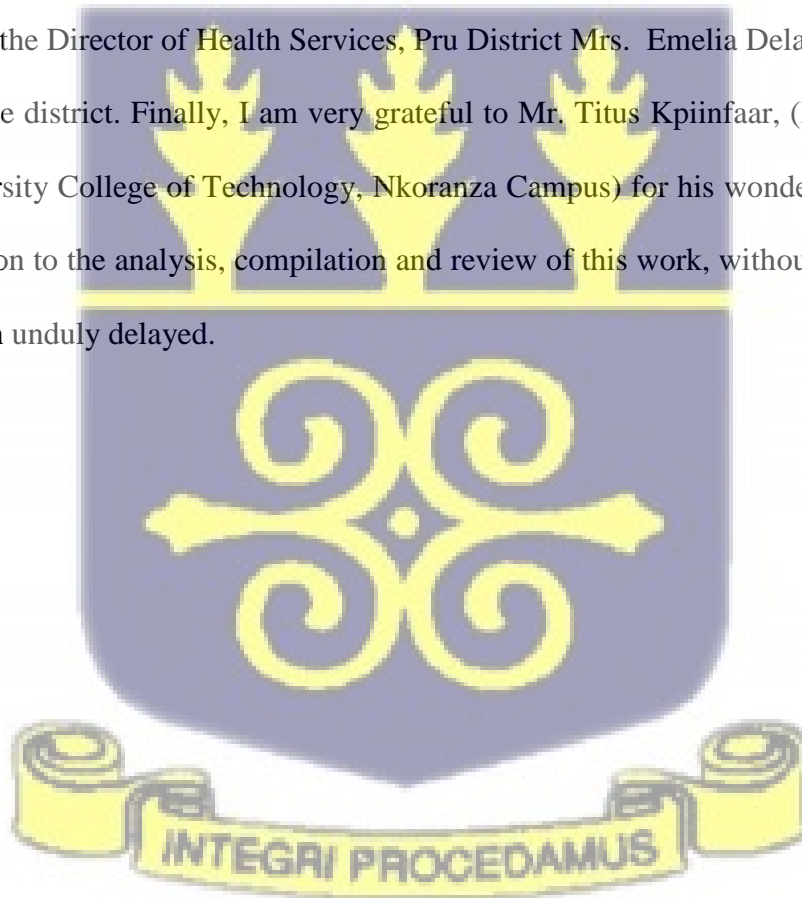 the Director of Health Services, Pru District Mrs. Emelia Dela
e district. Finally, I am very grateful to Mr. Titus Kpiinfaar, (
rsity College of Technology, Nkoranza Campus) for his wonde
on to the analysis, compilation and review of this work, withou
unduly delayed.
INTEGRI PROCEDAMUS